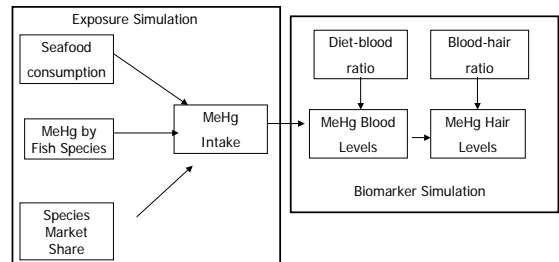 Exposure Simulation
Seafood
consumption
MeHg by
Fish Species
Species
Market
Share
MeHg
Intake
Diet-blood
ratio
Blood-hair
ratio
MeHg Blood
Levels
MeHg Hair
Levels
Biomarker Simulation